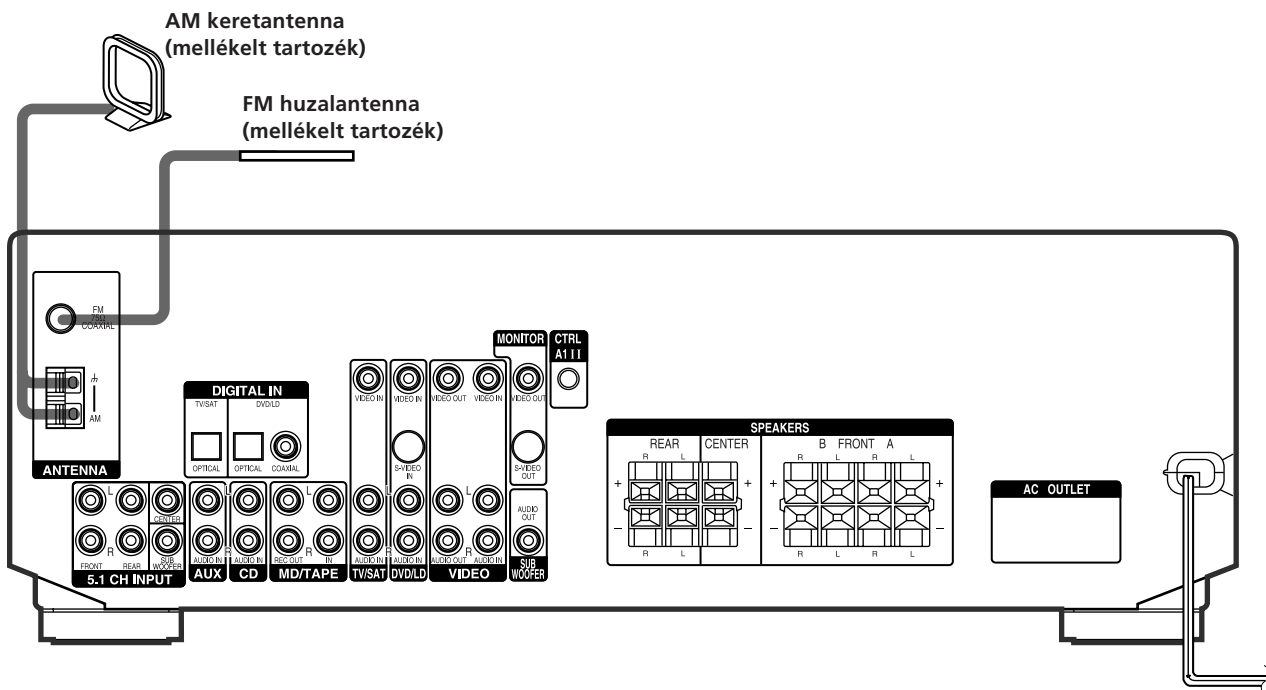 AM keretantenna
(mellékelt tartozék)
FM huzalantenna
(mellékelt tartozék)
FM
75Ω
COAXIAL
AM
ANTENNA
DIGITAL IN
TV/SAT
DVD/LD
OPTICAL
OPTICAL
COAXIAL
L
R
CENTER
FRONT
REAR
SUB
WOOFER
5.1 CH INPUT
L
R
AUDIO IN
AUDIO IN
AUX
CD
L
R
REC OUT
IN
MD/TAPE
VIDEO IN
VIDEO IN
S-VIDEO
IN
L
R
AUDIO IN
AUDIO IN
TV/SAT
DVD/LD
VIDEO OUT
VIDEO IN
L
R
AUDIO OUT
AUDIO IN
VIDEO
MONITOR
VIDEO OUT
S-VIDEO
OUT
AUDIO
OUT
SUB
WOOFER
CTRL
A1 II
SPEAKERS
REAR
CENTER
B FRONT A
R L
R L R L
+ + + +
– – – –
R L
R L R L
AC OUTLET